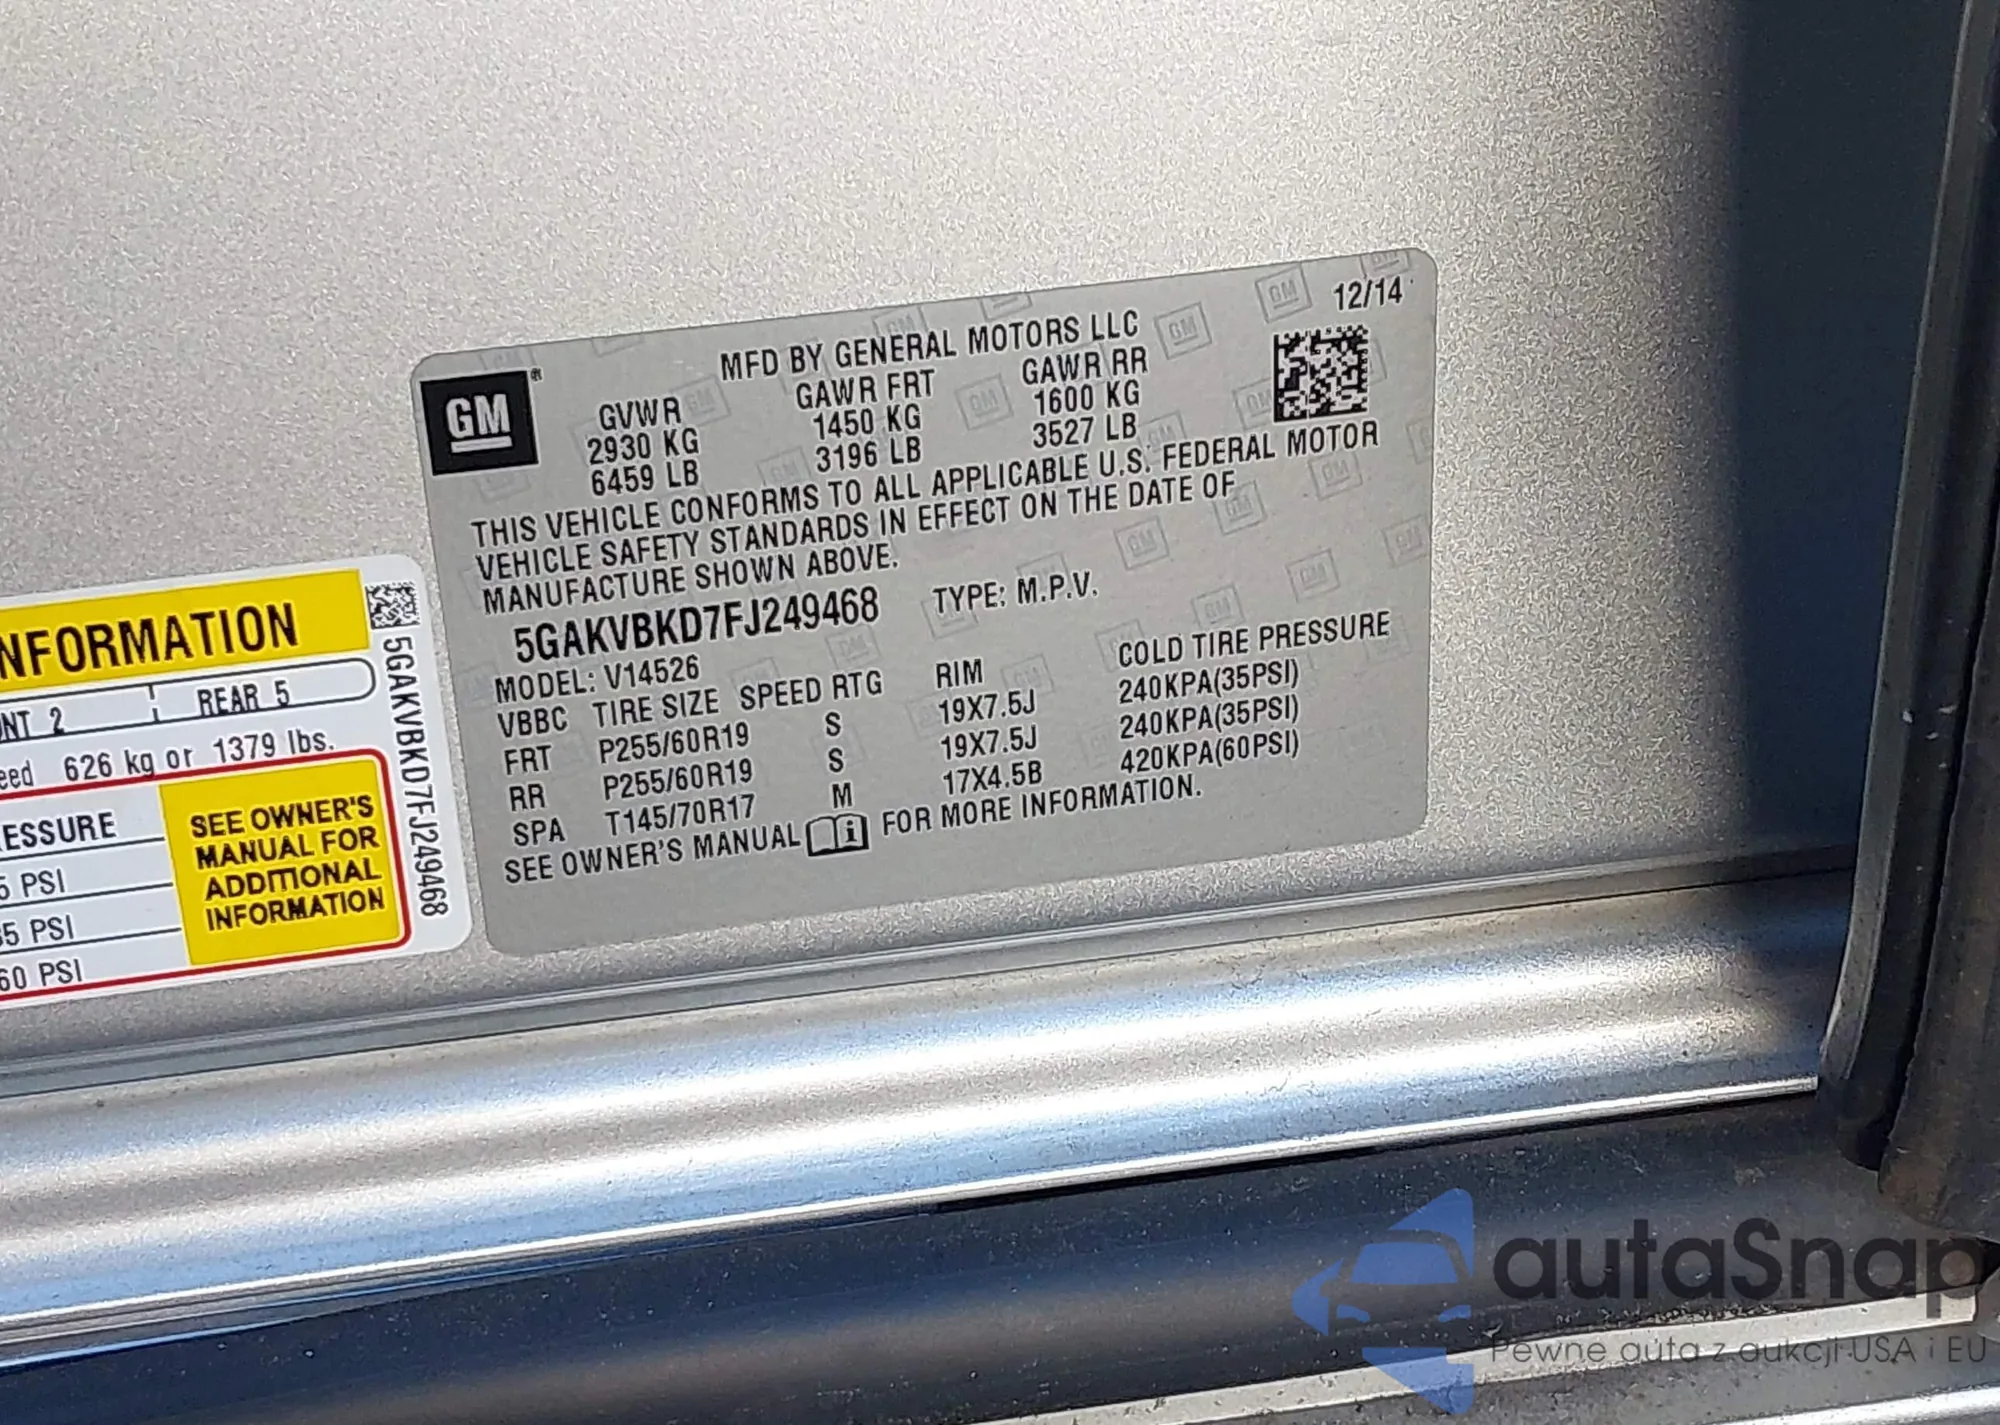 12/14
MFD BY GENERAL MOTORS LLC
GM®
GVWR GAWR FRT GAWR RR
2930 KG 1450 KG 1600 KG
6459 LB 3196 LB 3527 LB
THIS VEHICLE CONFORMS TO ALL APPLICABLE U.S. FEDERAL MOTOR
VEHICLE SAFETY STANDARDS IN EFFECT ON THE DATE OF
MANUFACTURE SHOWN ABOVE.
5GAKVBKD7FJ249468 TYPE: M.P.V.
MODEL: V14526
VBBC TIRE SIZE SPEED RTG RIM COLD TIRE PRESSURE
FRT P255/60R19 S 19X7.5J 240KPA(35PSI)
RR P255/60R19 S 19X7.5J 240KPA(35PSI)
SPA T145/70R17 M 17X4.5B 420KPA(60PSI)
SEE OWNER'S MANUAL FOR MORE INFORMATION.
NFORMATION
NT 2 REAR 5
eed 626 kg or 1379 lbs.
ESSURE
5 PSI
35 PSI
60 PSI
SEE OWNER'S
MANUAL FOR
ADDITIONAL
INFORMATION
5GAKVBKD7FJ249468
autaSnap
Pewne auta z aukcji USA i EU